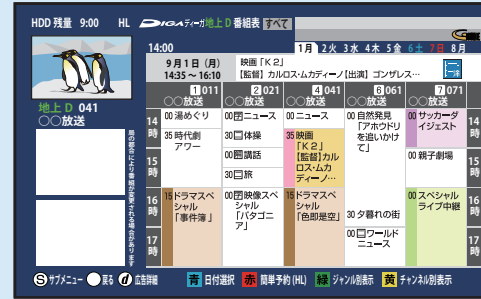 HDD 残量 9:00 HL DIGA ディーガ 地上D 番組表 すべて
14:00 1月 2火 3水 4木 5金 6土 7日 8月
9月1日(月) 映画「K2」
14:35 ~ 16:10 【監督】カルロス・ムカディーノ【出演】ゴンザレス…
地上D 041
○○放送
局の都合により番組が変更される場合があります
1 011 2 021 4 041 6 061 7 071
○○放送 ○○放送 ○○放送 ○○放送 ○○放送
14時
15時
16時
17時
00 湯めぐり
35 時代劇
アワー
15 ドラマスペ
シャル
「事件簿」
00 ニュース
30 体操
00 講話
30 旅
00 映像スペ
シャル
「パタゴニ
ア」
00 ニュース
35 映画
「K2」
【監督】カル
ロス・ムカ
ディーノ…
15 ドラマスペ
シャル
「色即是空」
00 自然発見
「アホウドリ
を追いかけ
て」
30 夕暮れの街
00 ワールド
ニュース
00 サッカーダ
イジェスト
00 親子劇場
00 スペシャル
ライブ中継
14時
15時
16時
17時
S サブメニュー 戻る d 広告詳細 青 日付選択 赤 簡単予約(HL) 緑 ジャンル別表示 黄 チャンネル別表示